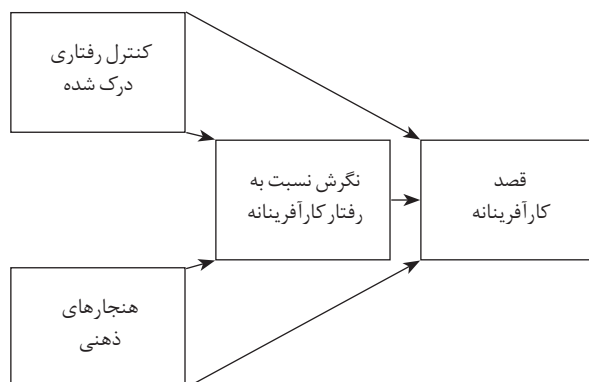 کنترل رفتاری
درک شده
نگرش نسبت به
رفتار کارآفرینانه
قصد
کارآفرینانه
هنجارهای
ذهنی